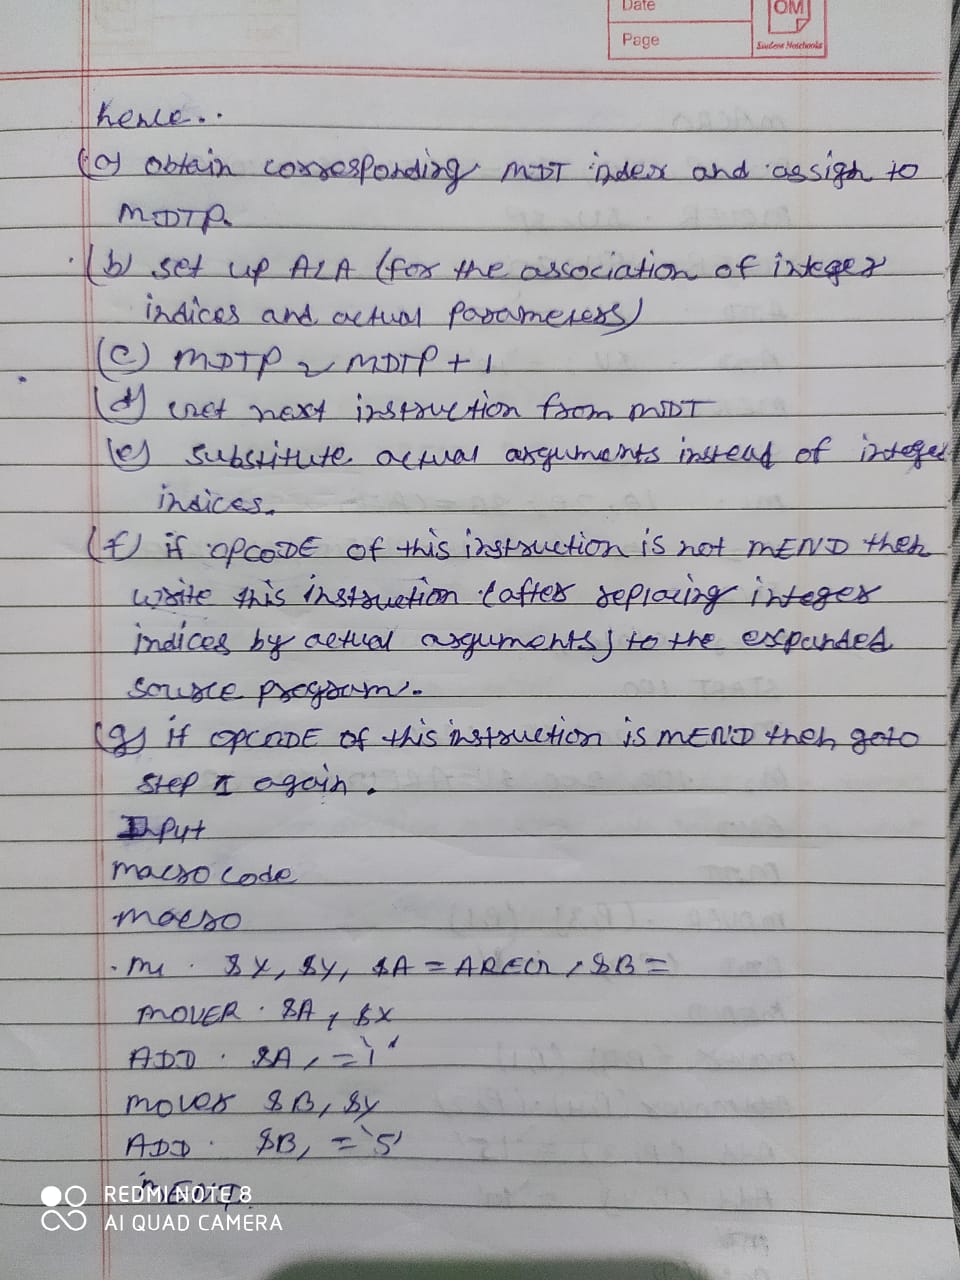 Date
Page
OM
Student Notebooks
hence..
(a) obtain corresponding MDT index and assign to
MDTP.
(b) set up ALA (for the association of integer
indices and actual parameters)
(c) MDTP ~ MDTP + 1
(d) Get next instruction from MDT
(e) substitute actual arguments instead of integer
indices.
(f) if OPCODE of this instruction is not MEND then
write this instruction (after replacing integer
indices by actual arguments) to the expanded
source program.
(g) if OPCODE of this instruction is MEND then goto
step 1 again.
Input
macro code
macro
M1 &X, &Y, &A = AREG, &B =
MOVER &A, &X
ADD &A, = '1'
mover &B, &Y
ADD &B, = '5'
MEND
REDMI NOTE 8
AI QUAD CAMERA